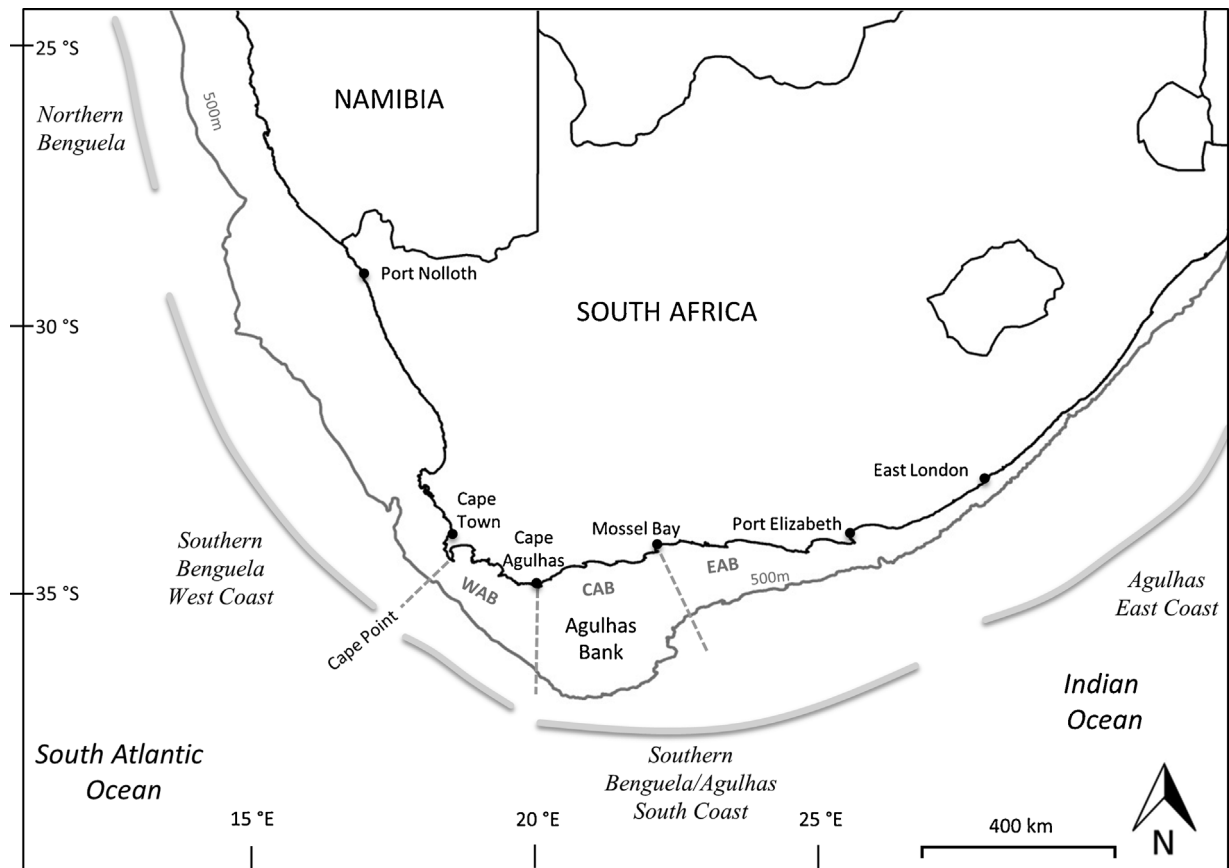 25 °S
500m
NAMIBIA
Northern
Benguela
Port Nolloth
SOUTH AFRICA
30 °S
East London
Cape
Town
Port Elizabeth
Mossel Bay
Cape
Agulhas
Southern
Benguela
West Coast
EAB
500m
WAB
CAB
35 °S
Agulhas
East Coast
Cape Point
Agulhas
Bank
Indian
Ocean
South Atlantic
Ocean
Southern
Benguela/Agulhas
South Coast
15 °E
20 °E
25 °E
400 km
N